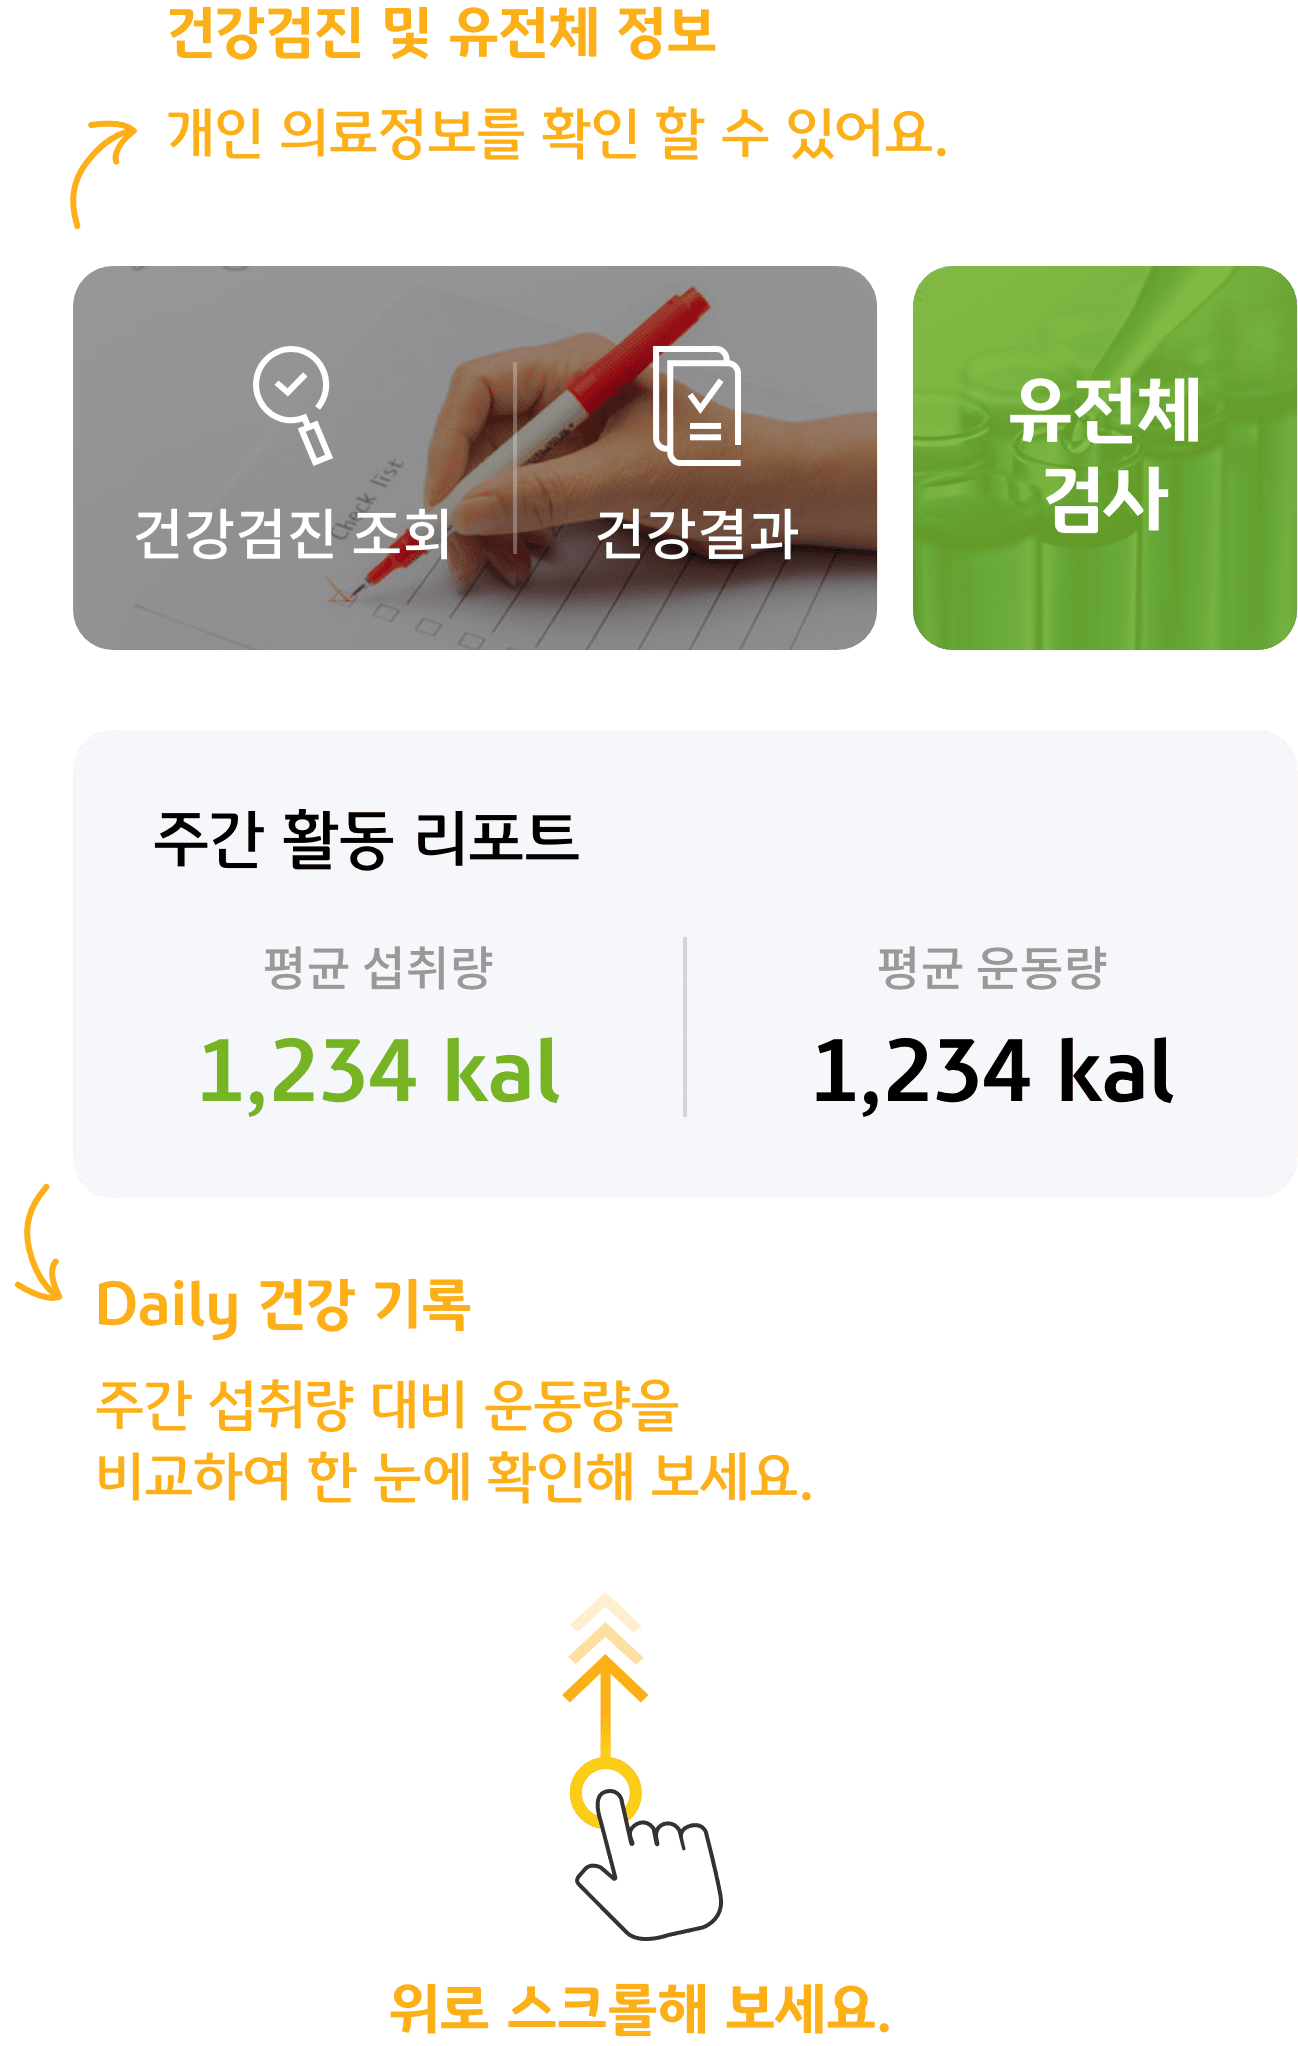 건강검진 및 유전체 정보
개인 의료정보를 확인 할 수 있어요.
Check list
건강검진 조회
건강결과
유전체
검사
주간 활동 리포트
평균 섭취량
평균 운동량
1,234 kal
1,234 kal
Daily 건강 기록
주간 섭취량 대비 운동량을
비교하여 한 눈에 확인해 보세요.
위로 스크롤해 보세요.